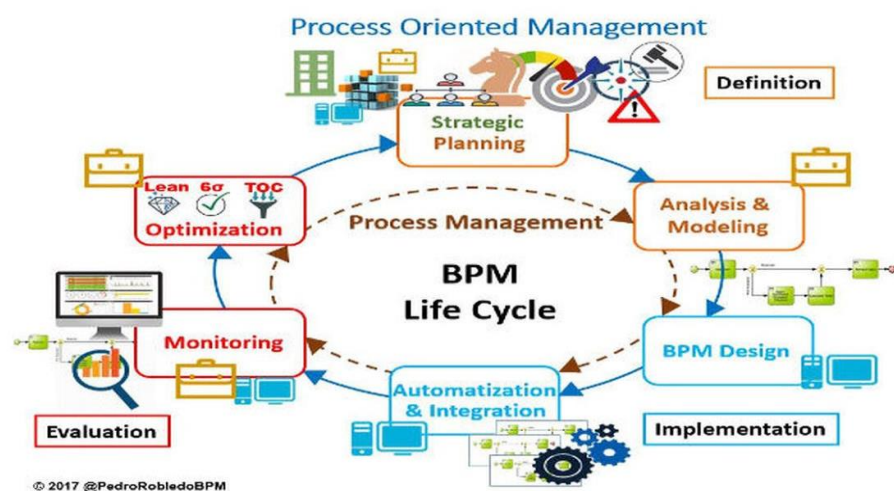 Process Oriented Management
Definition
Strategic
Planning
Lean 6σ TOC
Optimization
Process Management
Analysis &
Modeling
BPM
Life Cycle
Monitoring
BPM Design
Automatization
& Integration
Evaluation
Implementation
© 2017 @PedroRobledoBPM